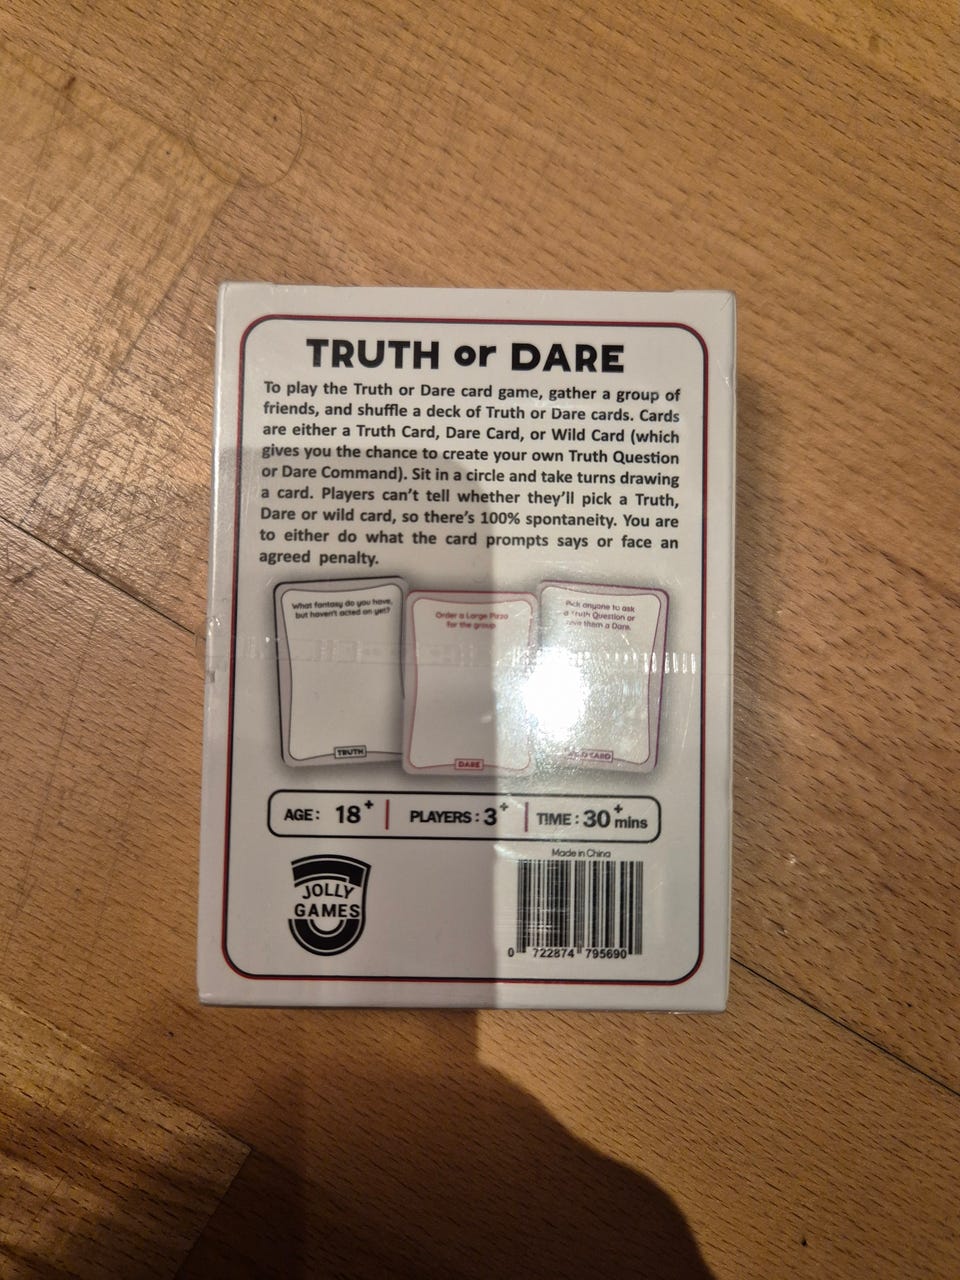 TRUTH or DARE
To play the Truth or Dare card game, gather a group of
friends, and shuffle a deck of Truth or Dare cards. Cards
are either a Truth Card, Dare Card, or Wild Card (which
gives you the chance to create your own Truth Question
or Dare Command). Sit in a circle and take turns drawing
a card. Players can't tell whether they'll pick a Truth,
Dare or wild card, so there's 100% spontaneity. You are
to either do what the card prompts says or face an
agreed penalty.
What fantasy do you have,
but haven't acted on yet?
TRUTH
Order a Large Pizza
for the group
DARE
Pick anyone to ask
a Truth Question or
give them a Dare.
WILD CARD
AGE: 18+ | PLAYERS: 3+ | TIME: 30+ mins
JOLLY
GAMES
Made in China
0 722874 795690